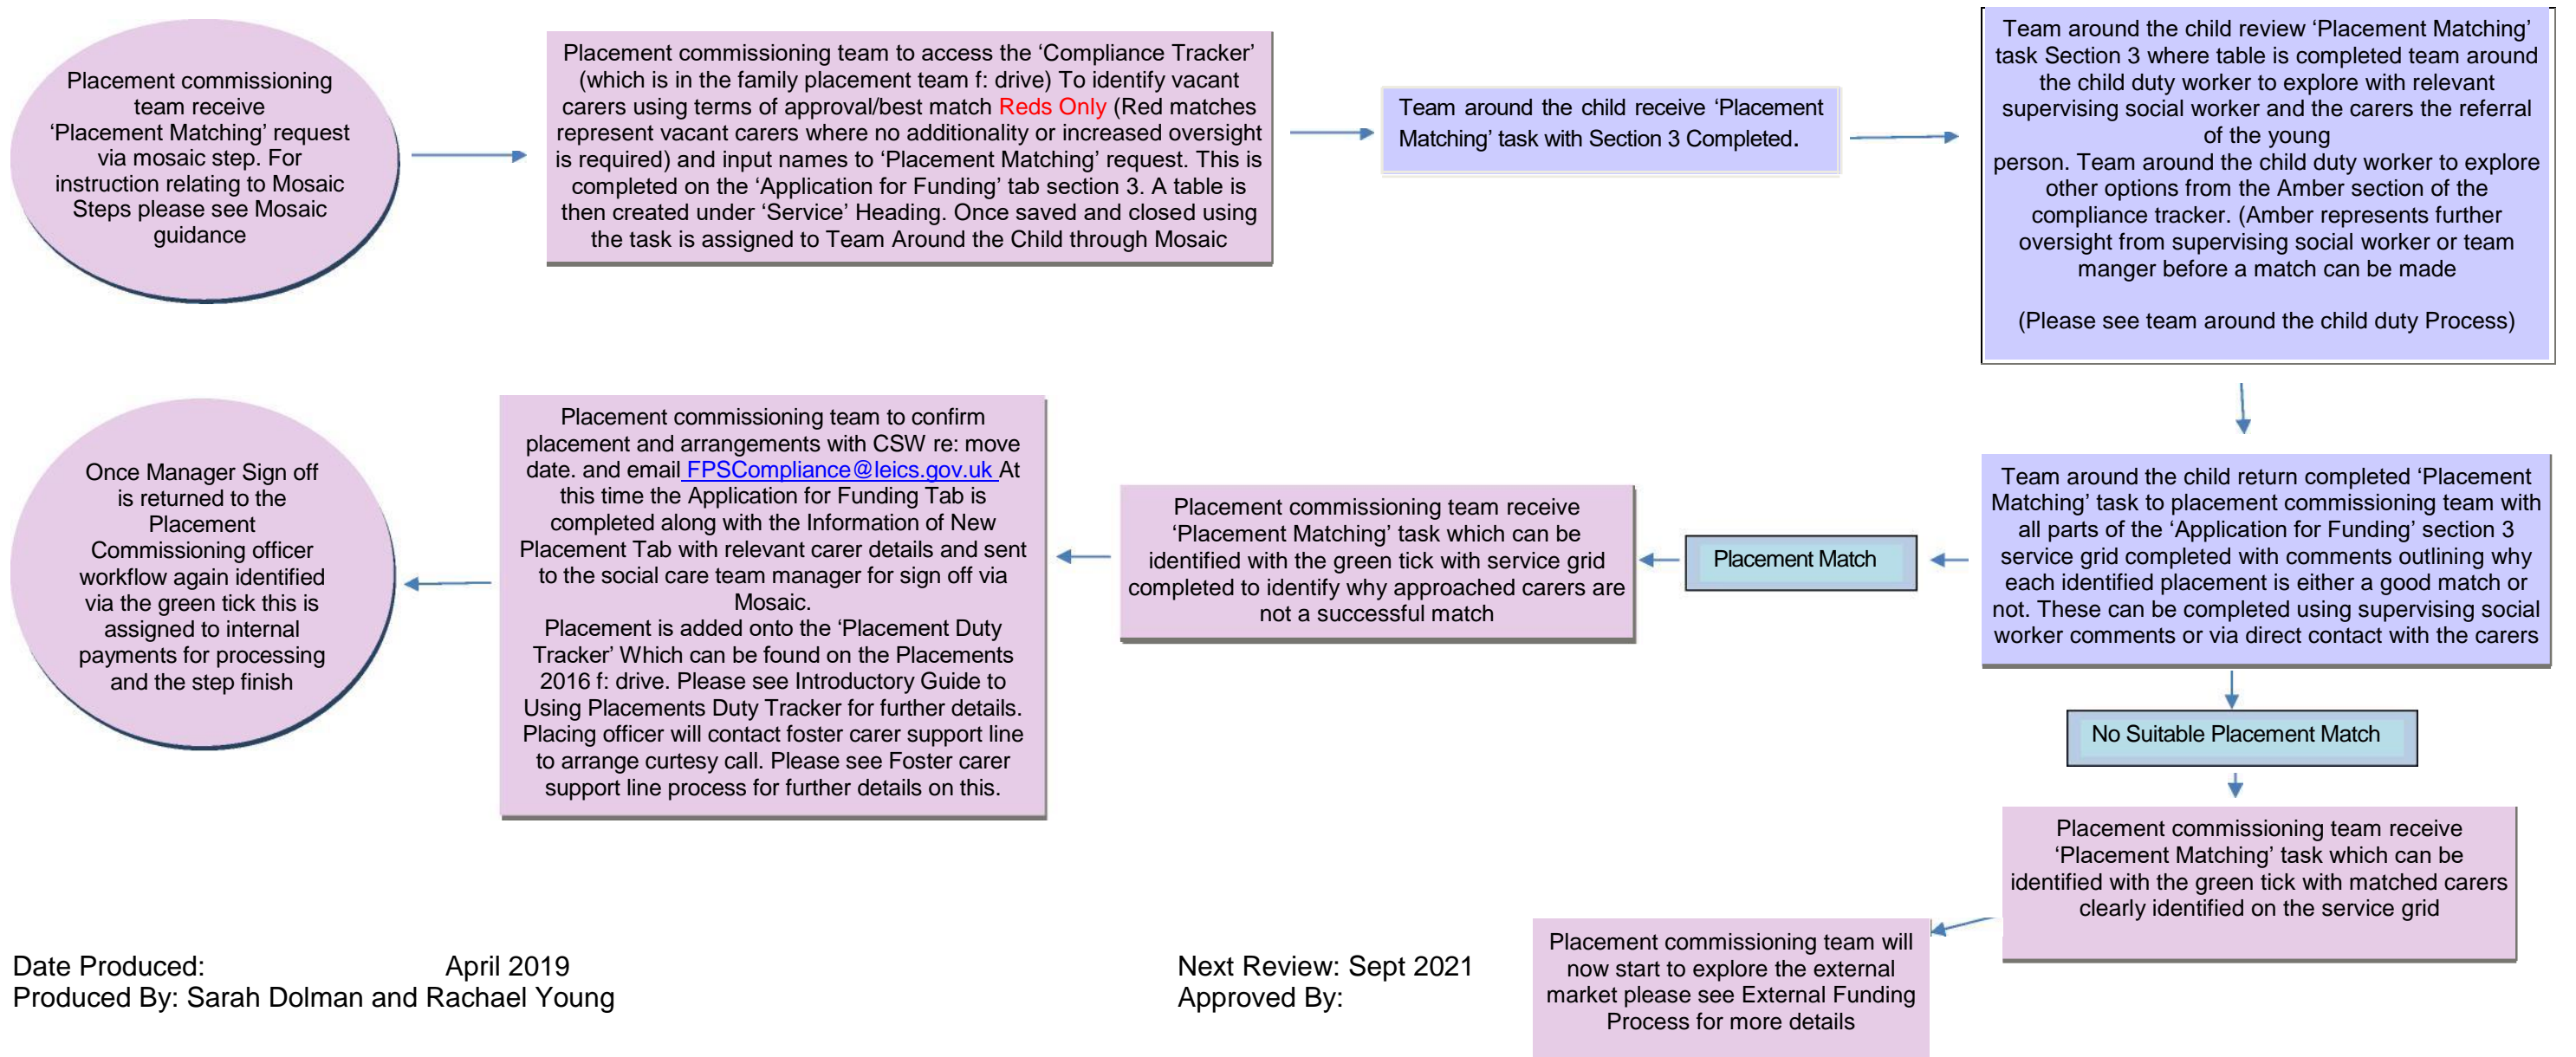 Placement commissioning
team receive
‘Placement Matching’ request
via mosaic step. For
instruction relating to Mosaic
Steps please see Mosaic
guidance
Placement commissioning team to access the ‘Compliance Tracker’
(which is in the family placement team f: drive) To identify vacant
carers using terms of approval/best match Reds Only (Red matches
represent vacant carers where no additionality or increased oversight
is required) and input names to ‘Placement Matching’ request. This is
completed on the ‘Application for Funding’ tab section 3. A table is
then created under ‘Service’ Heading. Once saved and closed using
the task is assigned to Team Around the Child through Mosaic
Team around the child receive ‘Placement
Matching’ task with Section 3 Completed.
Team around the child review ‘Placement Matching’
task Section 3 where table is completed team around
the child duty worker to explore with relevant
supervising social worker and the carers the referral
of the young
person. Team around the child duty worker to explore
other options from the Amber section of the
compliance tracker. (Amber represents further
oversight from supervising social worker or team
manger before a match can be made
(Please see team around the child duty Process)
Team around the child return completed ‘Placement
Matching’ task to placement commissioning team with
all parts of the ‘Application for Funding’ section 3
service grid completed with comments outlining why
each identified placement is either a good match or
not. These can be completed using supervising social
worker comments or via direct contact with the carers
Placement Match
Placement commissioning team receive
‘Placement Matching’ task which can be
identified with the green tick with service grid
completed to identify why approached carers are
not a successful match
Placement commissioning team to confirm
placement and arrangements with CSW re: move
date. and email FPSCompliance@leics.gov.uk At
this time the Application for Funding Tab is
completed along with the Information of New
Placement Tab with relevant carer details and sent
to the social care team manager for sign off via
Mosaic.
Placement is added onto the ‘Placement Duty
Tracker’ Which can be found on the Placements
2016 f: drive. Please see Introductory Guide to
Using Placements Duty Tracker for further details.
Placing officer will contact foster carer support line
to arrange curtesy call. Please see Foster carer
support line process for further details on this.
Once Manager Sign off
is returned to the
Placement
Commissioning officer
workflow again identified
via the green tick this is
assigned to internal
payments for processing
and the step finish
No Suitable Placement Match
Placement commissioning team receive
‘Placement Matching’ task which can be
identified with the green tick with matched carers
clearly identified on the service grid
Placement commissioning team will
now start to explore the external
market please see External Funding
Process for more details
Date Produced: April 2019
Produced By: Sarah Dolman and Rachael Young
Next Review: Sept 2021
Approved By: